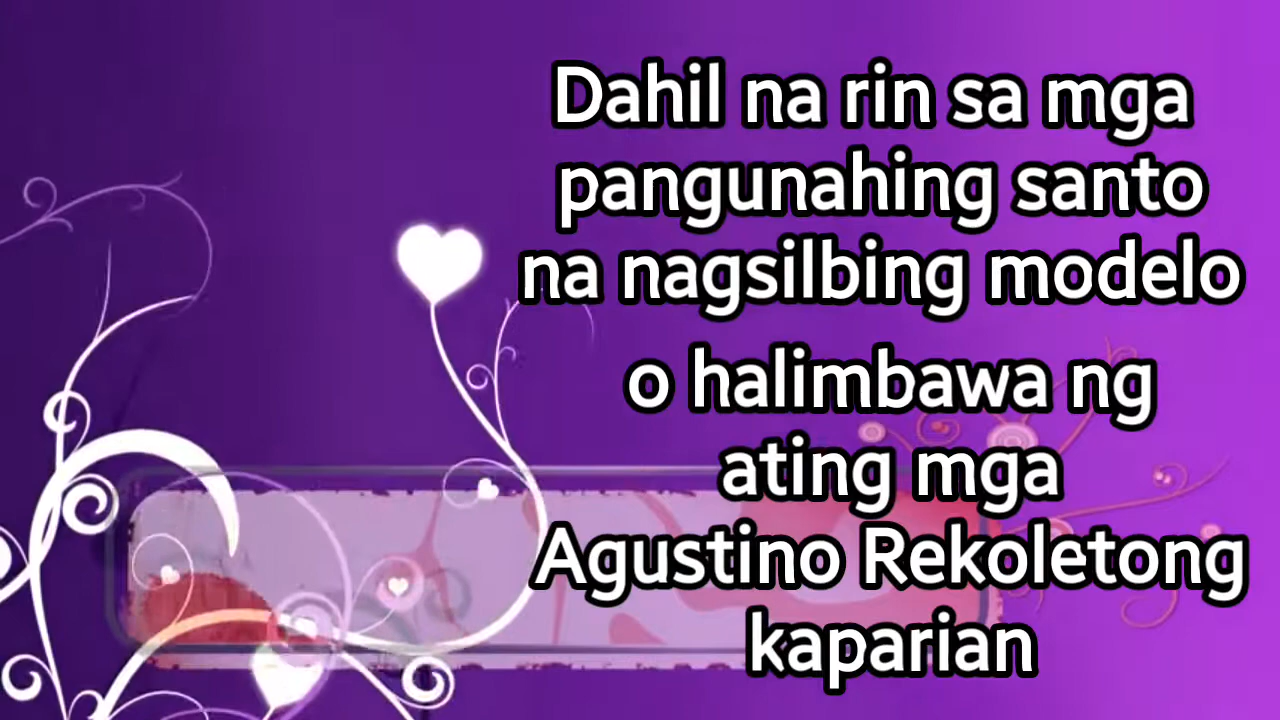 Dahil na rin sa mga
pangunahing santo
na nagsilbing modelo
o halimbawa ng
ating mga
Agustino Rekoletong
kaparian